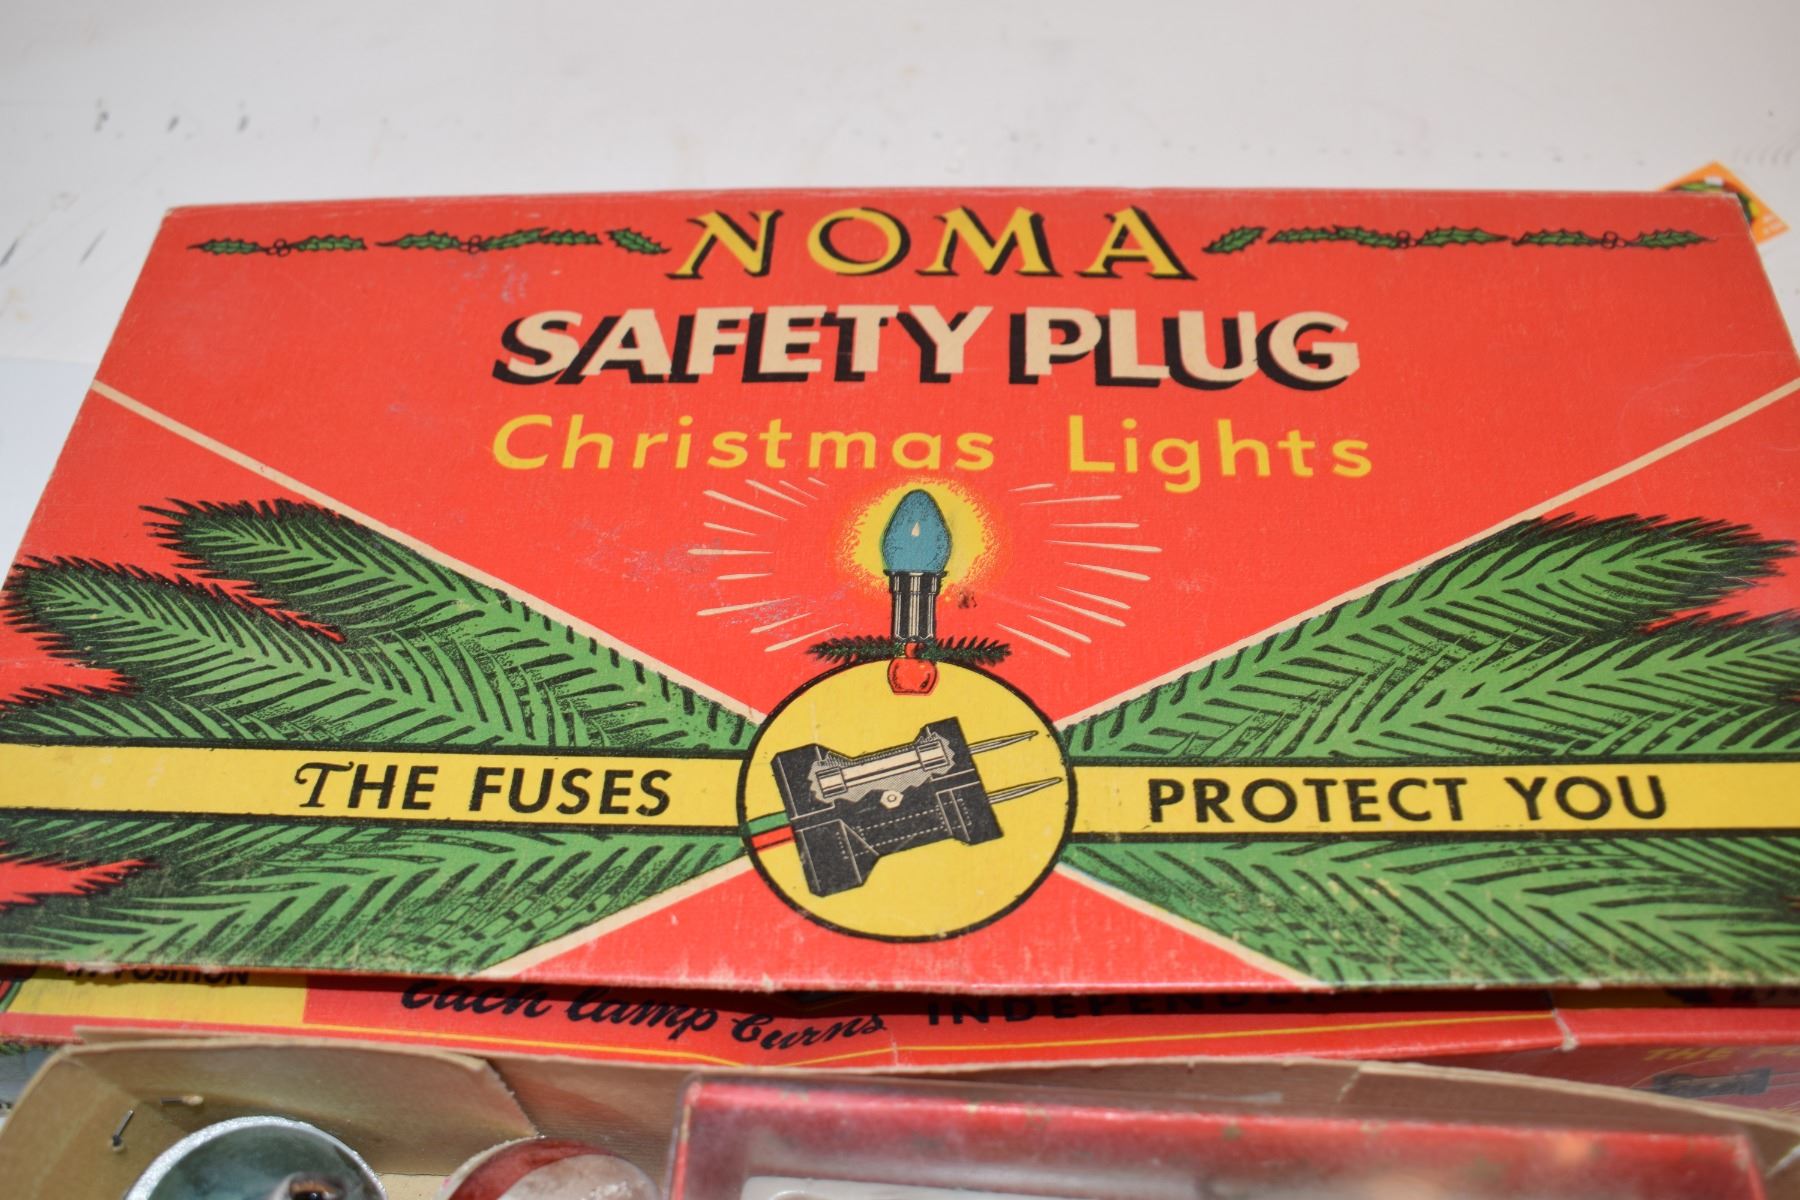 NOMA
SAFETY PLUG
Christmas Lights
THE FUSES PROTECT YOU
Each lamp burns